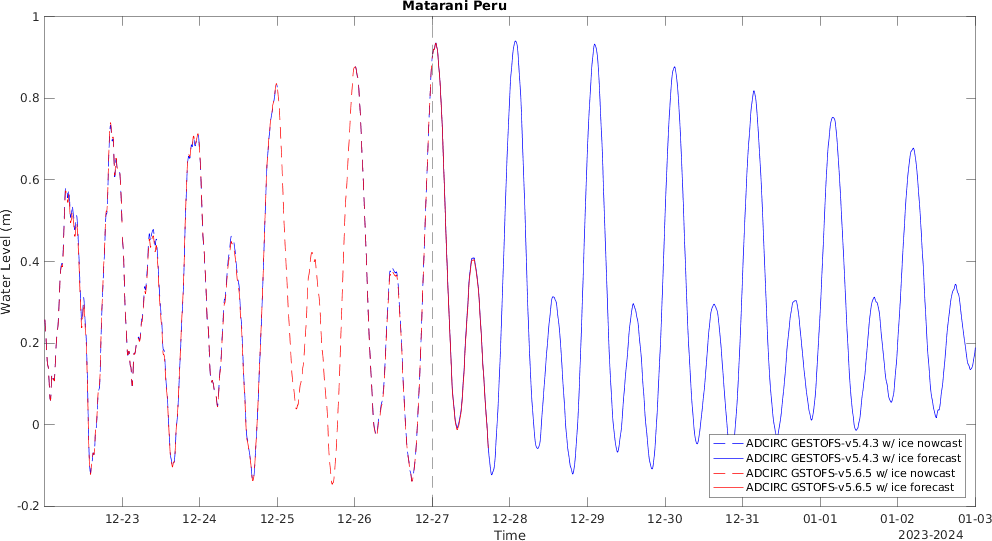 Matarani Peru
1
0.8
0.6
0.4
0.2
0
-0.2
Water Level (m)
12-23 12-24 12-25 12-26 12-27 12-28 12-29 12-30 12-31 01-01 01-02 01-03
Time
2023-2024
ADCIRC GESTOFS-v5.4.3 w/ ice nowcast
ADCIRC GESTOFS-v5.4.3 w/ ice forecast
ADCIRC GSTOFS-v5.6.5 w/ ice nowcast
ADCIRC GSTOFS-v5.6.5 w/ ice forecast